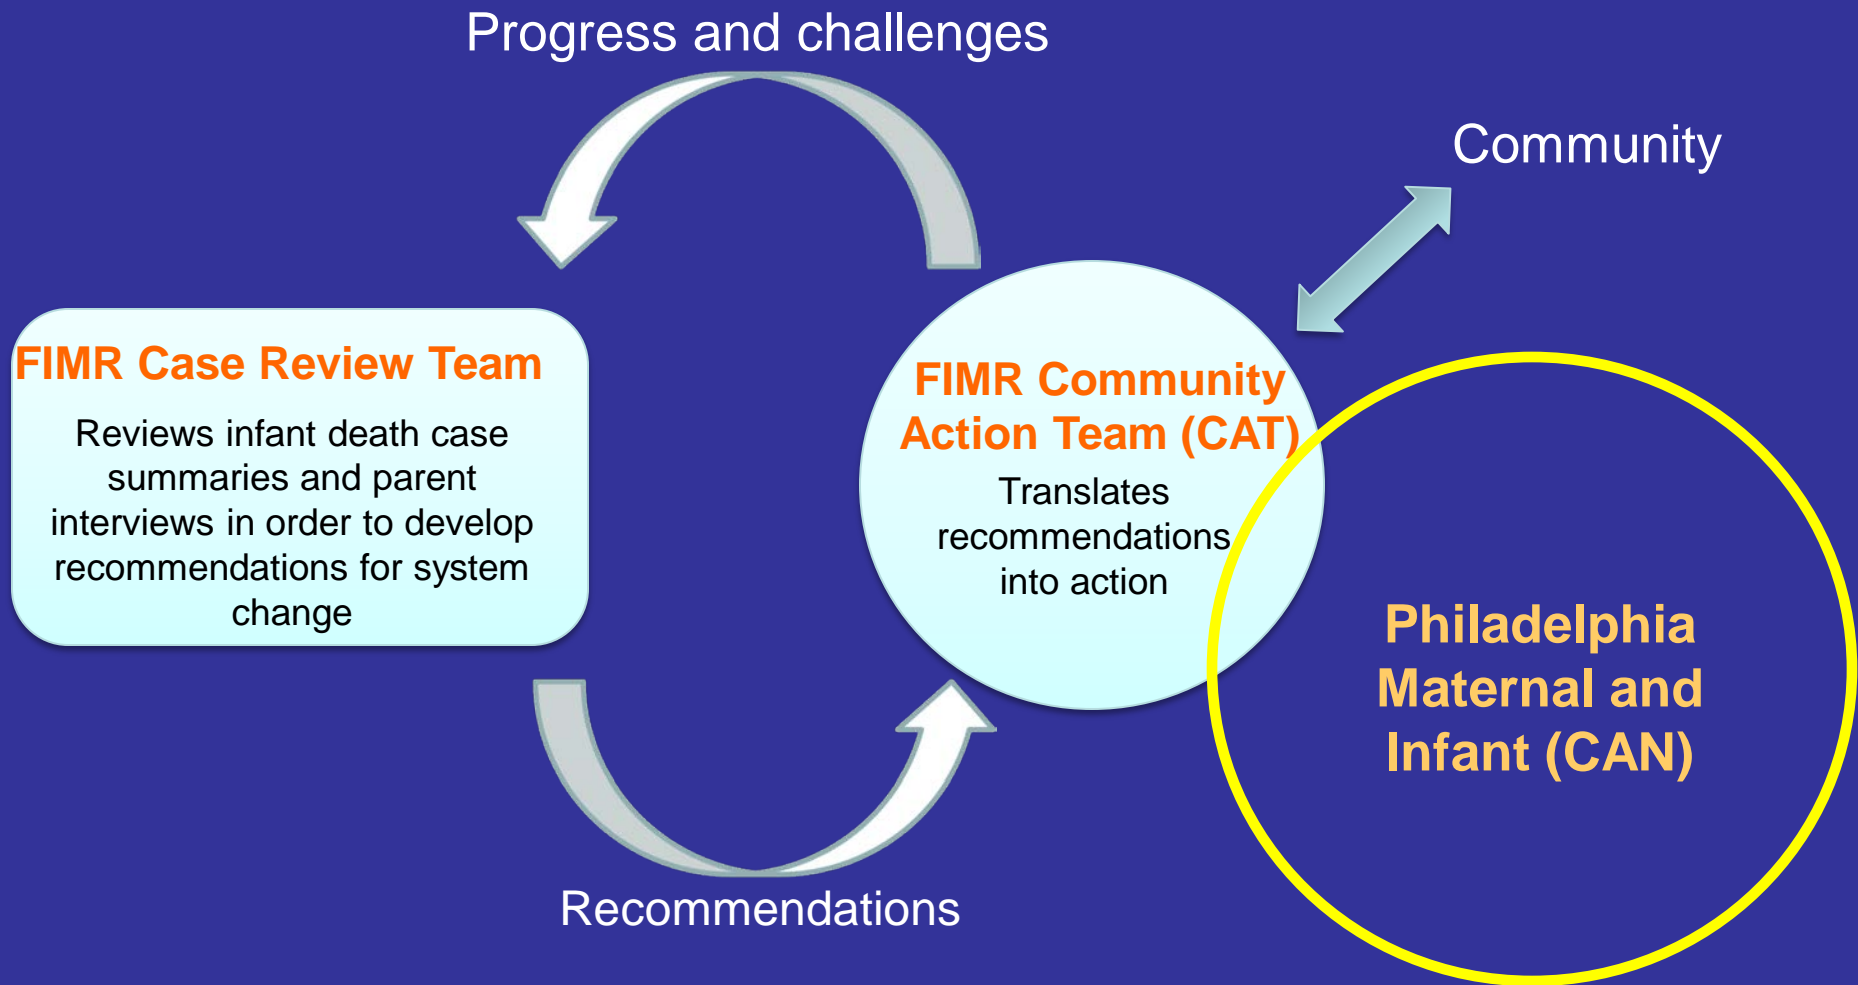 Progress and challenges
Community
FIMR Case Review Team
Reviews infant death case
summaries and parent
interviews in order to develop
recommendations for system
change
FIMR Community
Action Team (CAT)
Translates
recommendations
into action
Philadelphia
Maternal and
Infant (CAN)
Recommendations